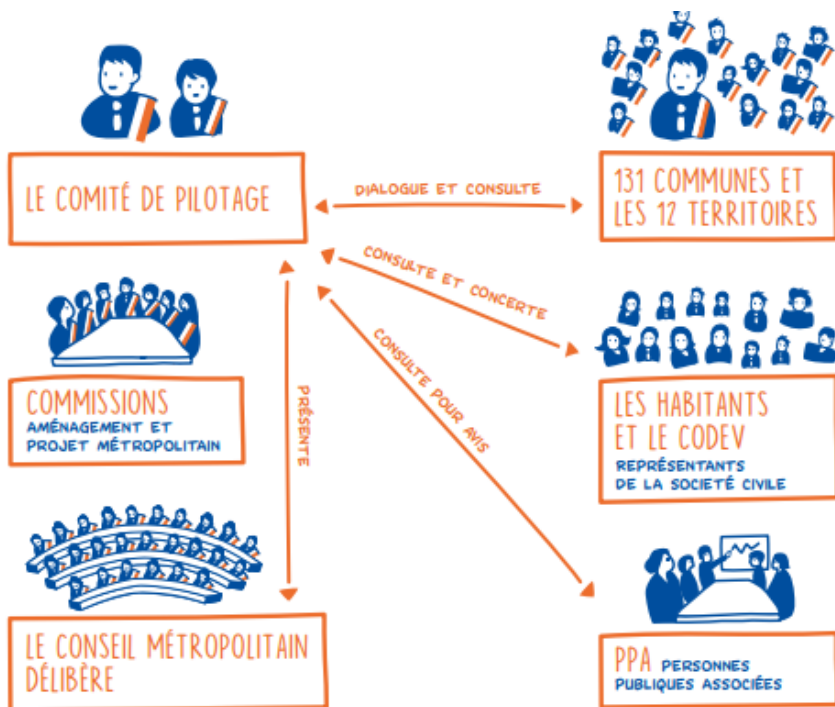 LE COMITÉ DE PILOTAGE
DIALOGUE ET CONSULTE
131 COMMUNES ET
LES 12 TERRITOIRES
CONSULTE ET CONCERTE
CONSULTE POUR AVIS
PRÉSENTE
COMMISSIONS
AMÉNAGEMENT ET
PROJET MÉTROPOLITAIN
LES HABITANTS
ET LE CODEV
REPRÉSENTANTS
DE LA SOCIETÉ CIVILE
LE CONSEIL MÉTROPOLITAIN
DÉLIBÈRE
PPA PERSONNES
PUBLIQUES ASSOCIÉES